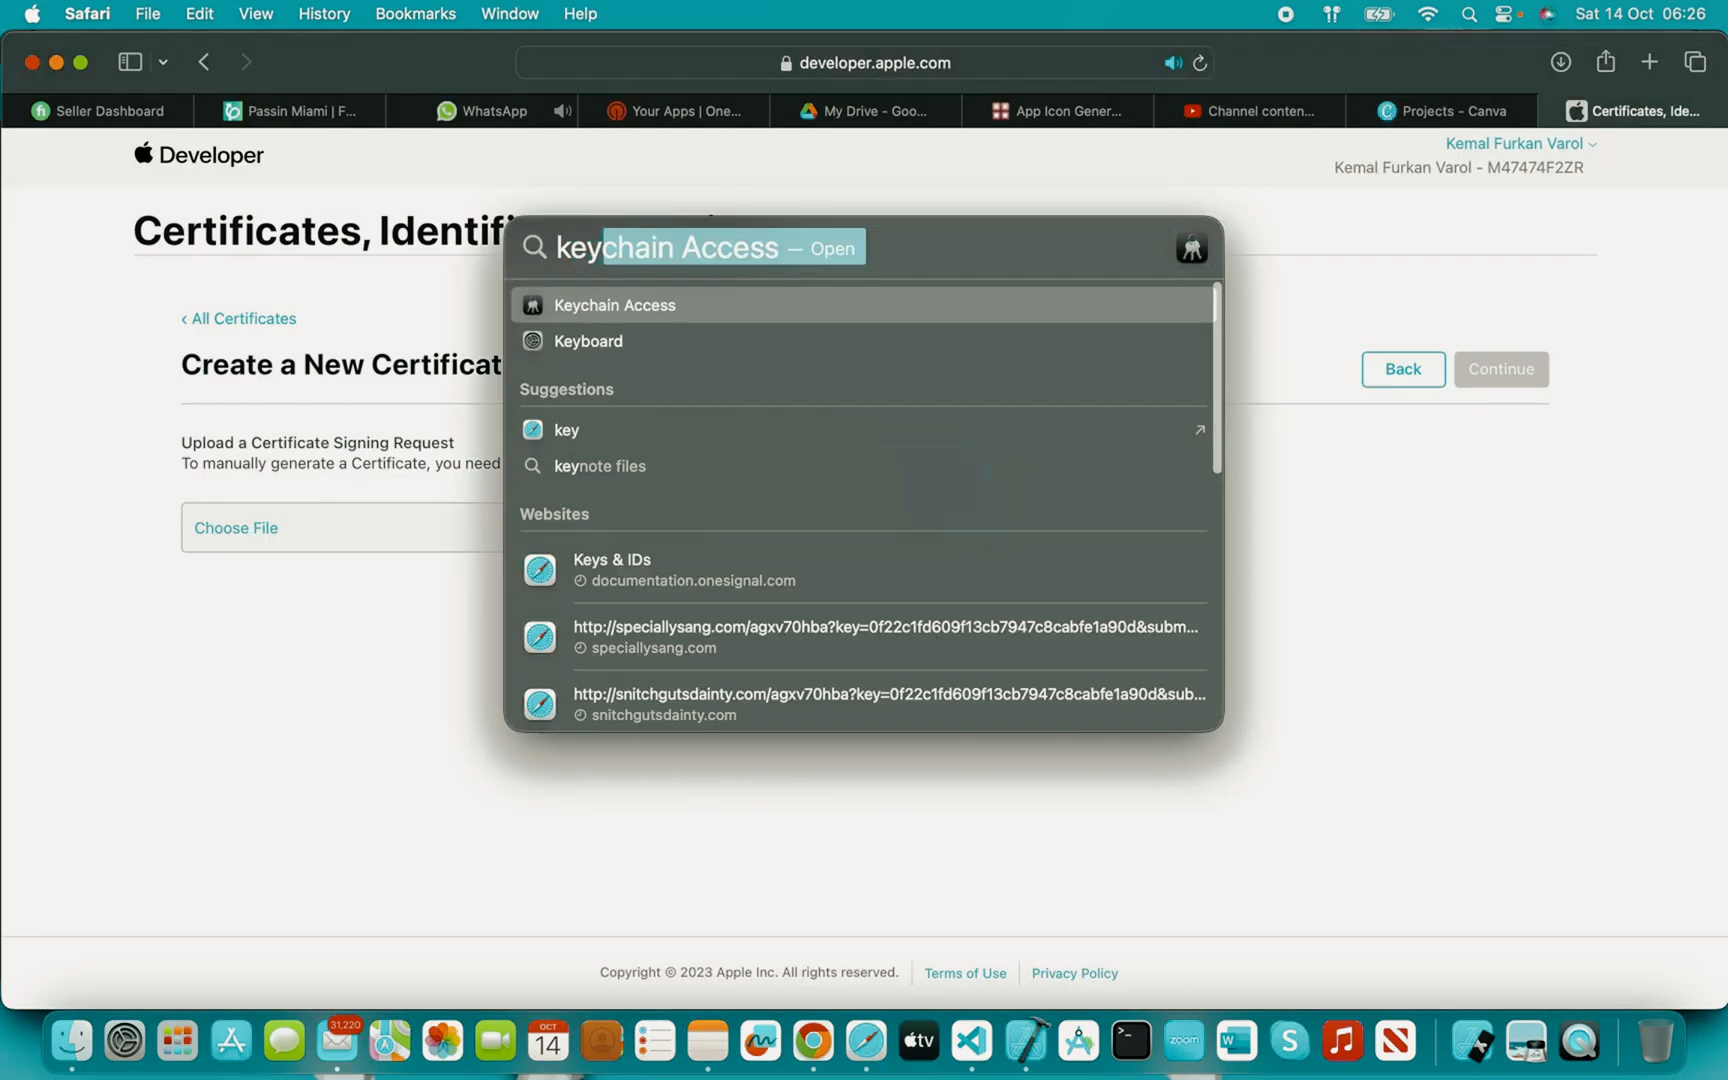 Safari File Edit View History Bookmarks Window Help
Sat 14 Oct 06:26
developer.apple.com
Seller Dashboard
Passin Miami | F...
WhatsApp
Your Apps | One...
My Drive - Goo...
App Icon Gener...
Channel conten...
Projects - Canva
Certificates, Ide...
Developer
Kemal Furkan Varol
Kemal Furkan Varol - M47474F2ZR
Certificates, Identif
keychain Access — Open
Keychain Access
Keyboard
Suggestions
key
keynote files
Websites
Keys & IDs
documentation.onesignal.com
http://speciallysang.com/agxv70hba?key=0f22c1fd609f13cb7947c8cabfe1a90d&subm...
speciallysang.com
http://snitchgutsdainty.com/agxv70hba?key=0f22c1fd609f13cb7947c8cabfe1a90d&sub...
snitchgutsdainty.com
‹ All Certificates
Create a New Certificat
Back
Continue
Upload a Certificate Signing Request
To manually generate a Certificate, you need
Choose File
Copyright © 2023 Apple Inc. All rights reserved.
Terms of Use
Privacy Policy
31,220
OCT
14
tv
zoom
W
S